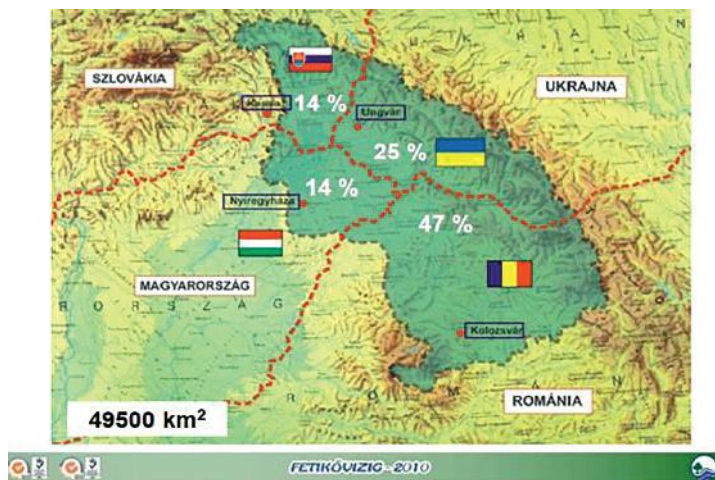 SZLOVÁKIA
UKRAJNA
14 %
Ungvár
25 %
14 %
Nyíregyháza
47 %
MAGYARORSZÁG
Kolozsvár
ROMÁNIA
49500 km²
FETIKÖVIZIG - 2010